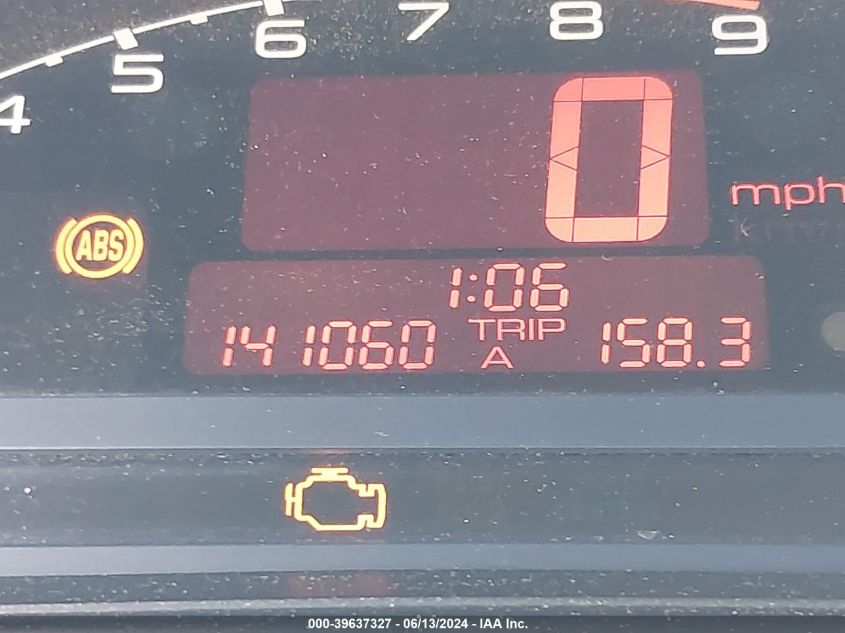 4 5 6 7 8 9
0
mph
km/h
ABS
1:06
141060 TRIP A 158.3
000-39637327 - 06/13/2024 - IAA Inc.